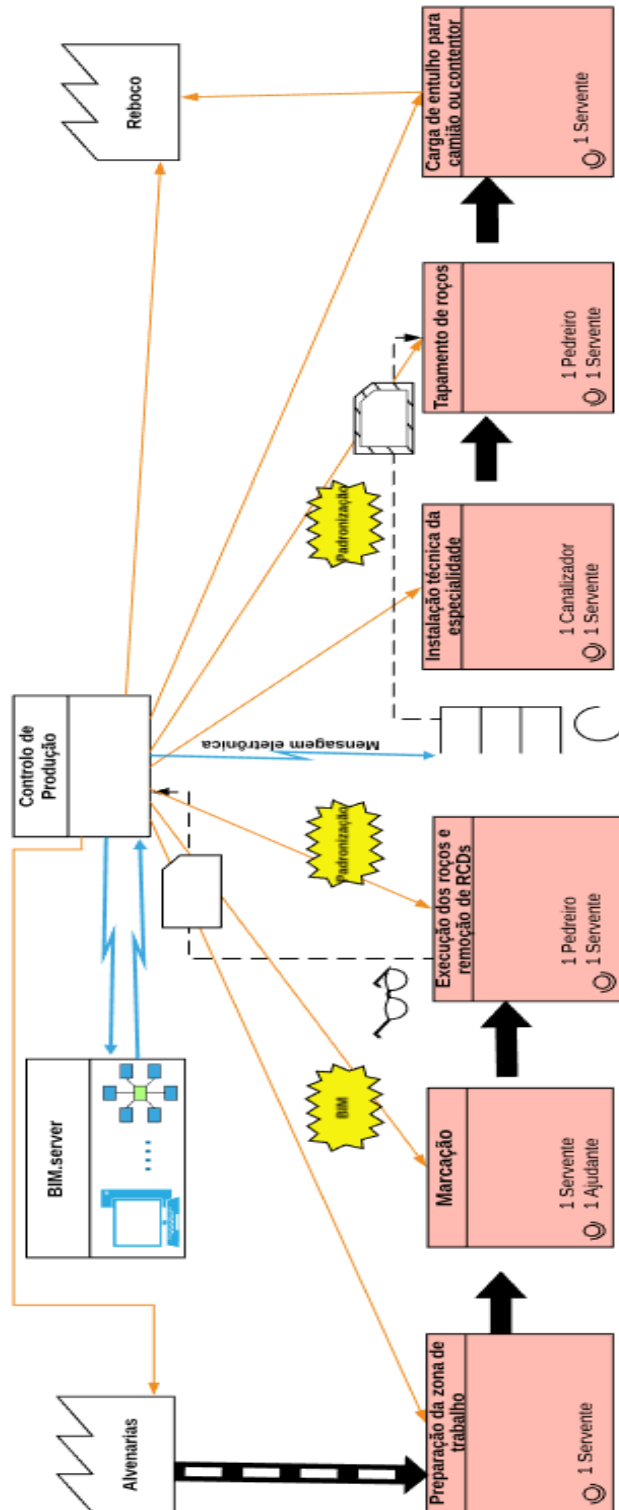 Alvenarias
BIM.server
Controlo de
Produção
Reboco
Mensagem eletrônica
BIM
Padronização
Padronização
Preparação da zona de
trabalho
1 Servente
Marcação
1 Servente
1 Ajudante
Execução dos roços e
remoção de RCDs
1 Pedreiro
1 Servente
Instalação técnica da
especialidade
1 Canalizador
1 Servente
Tapamento de roços
1 Pedreiro
1 Servente
Carga de entulho para
camião ou contentor
1 Servente